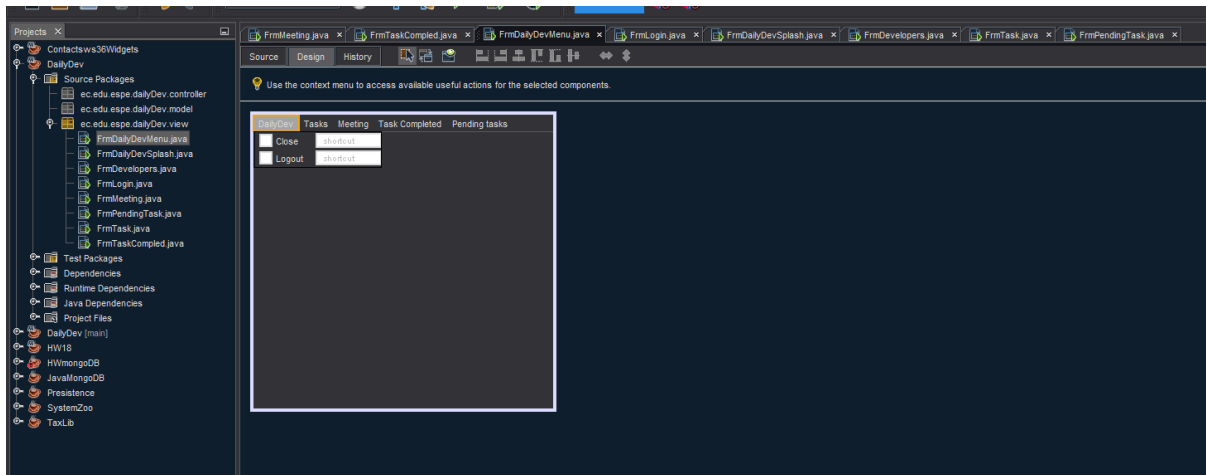 Projects
Contactsws36Widgets
DailyDev
Source Packages
ec.edu.espe.dailyDev.controller
ec.edu.espe.dailyDev.model
ec.edu.espe.dailyDev.view
FrmDailyDevMenu.java
FrmDailyDevSplash.java
FrmDevelopers.java
FrmLogin.java
FrmMeeting.java
FrmPendingTask.java
FrmTask.java
FrmTaskCompled.java
Test Packages
Dependencies
Runtime Dependencies
Java Dependencies
Project Files
DailyDev [main]
HW18
HWmongoDB
JavaMongoDB
Presistence
SystemZoo
TaxLib
FrmMeeting.java FrmTaskCompled.java FrmDailyDevMenu.java FrmLogin.java FrmDailyDevSplash.java FrmDevelopers.java FrmTask.java FrmPendingTask.java
Source Design History
Use the context menu to access available useful actions for the selected components.
DailyDev Tasks Meeting Task Completed Pending tasks
Close shortcut
Logout shortcut